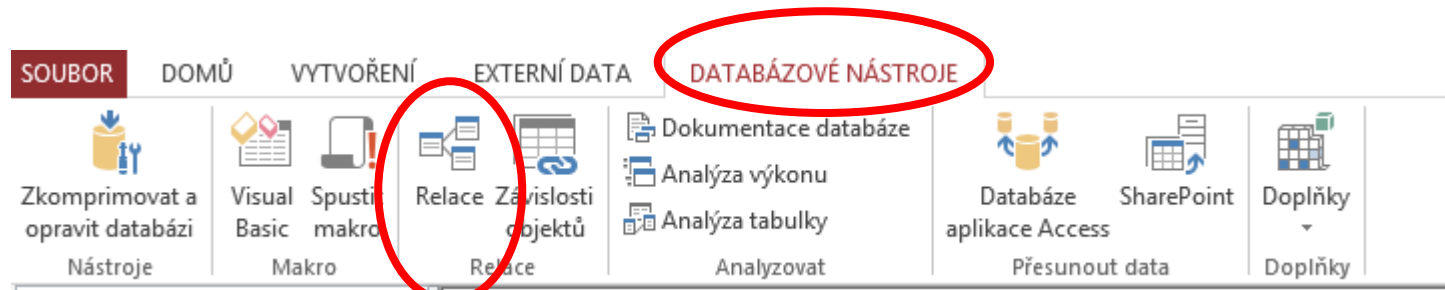 SOUBOR DOMŮ VYTVOŘENÍ EXTERNÍ DATA DATABÁZOVÉ NÁSTROJE
Zkomprimovat a
opravit databázi
Nástroje
Visual
Basic
Spustit
makro
Makro
Relace
Závislosti
objektů
Relace
Dokumentace databáze
Analýza výkonu
Analýza tabulky
Analyzovat
Databáze
aplikace Access
SharePoint
Přesunout data
Doplňky
Doplňky